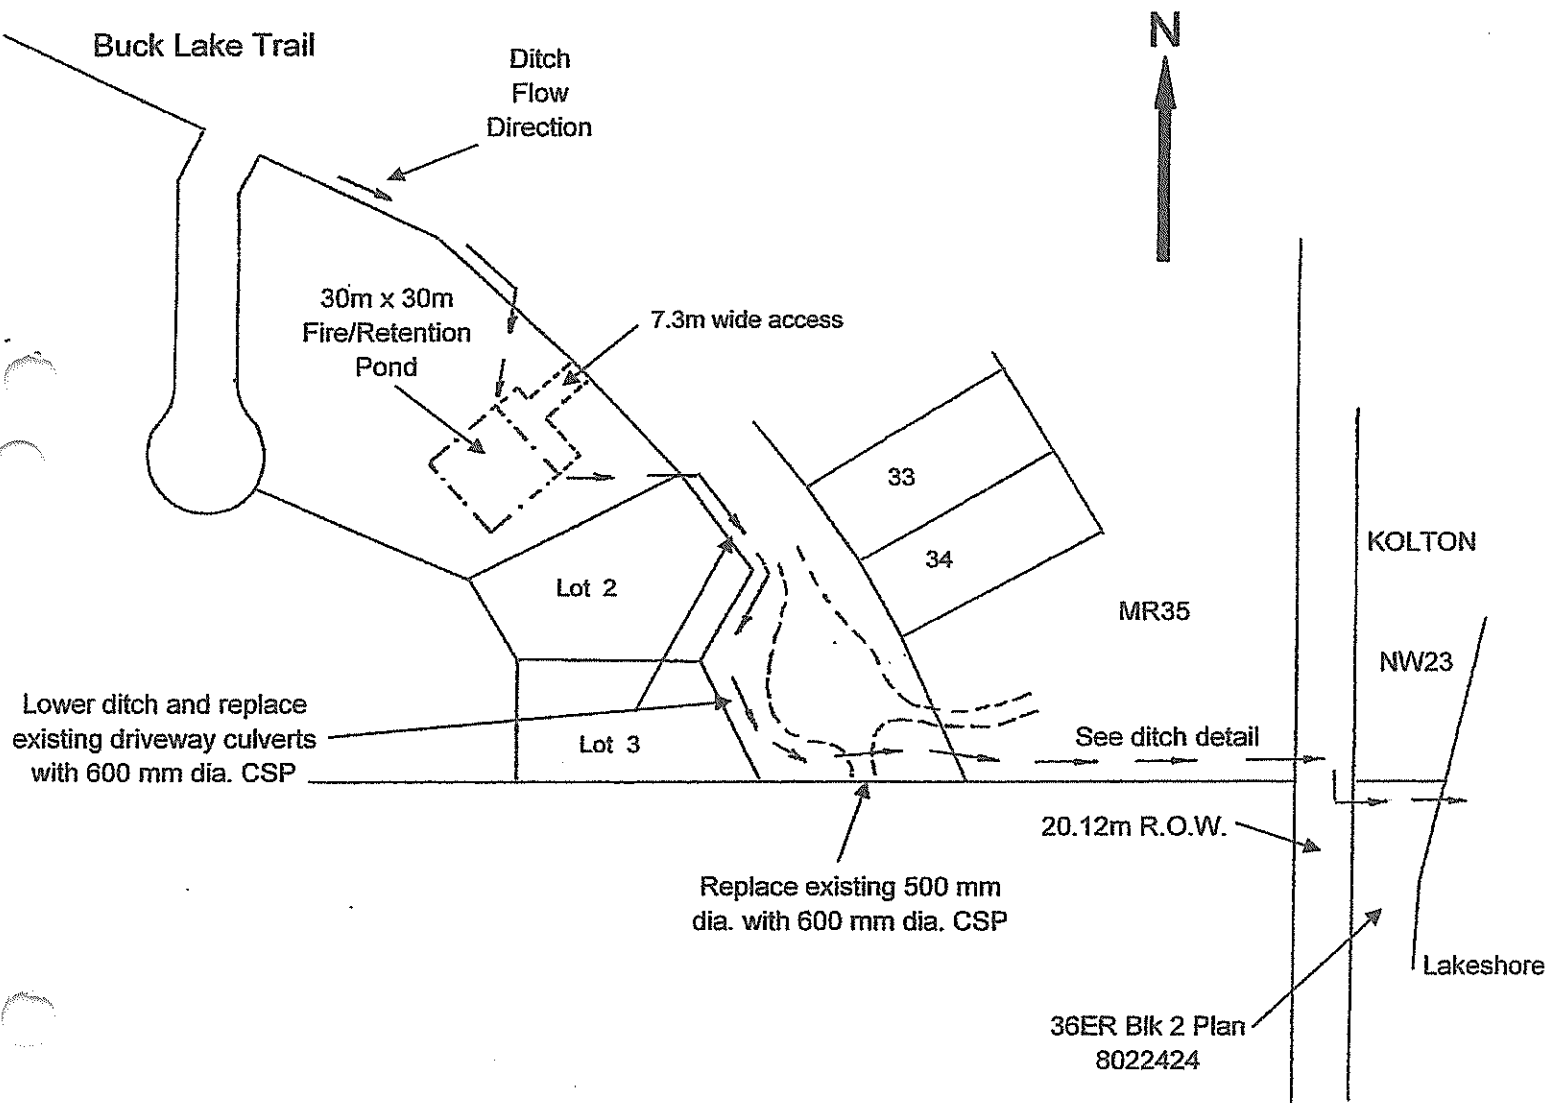 Buck Lake Trail
Ditch
Flow
Direction
N
30m x 30m
Fire/Retention
Pond
7.3m wide access
33
34
KOLTON
Lot 2
MR35
NW23
Lower ditch and replace
existing driveway culverts
with 600 mm dia. CSP
Lot 3
See ditch detail
20.12m R.O.W.
Replace existing 500 mm
dia. with 600 mm dia. CSP
Lakeshore
36ER Blk 2 Plan
8022424